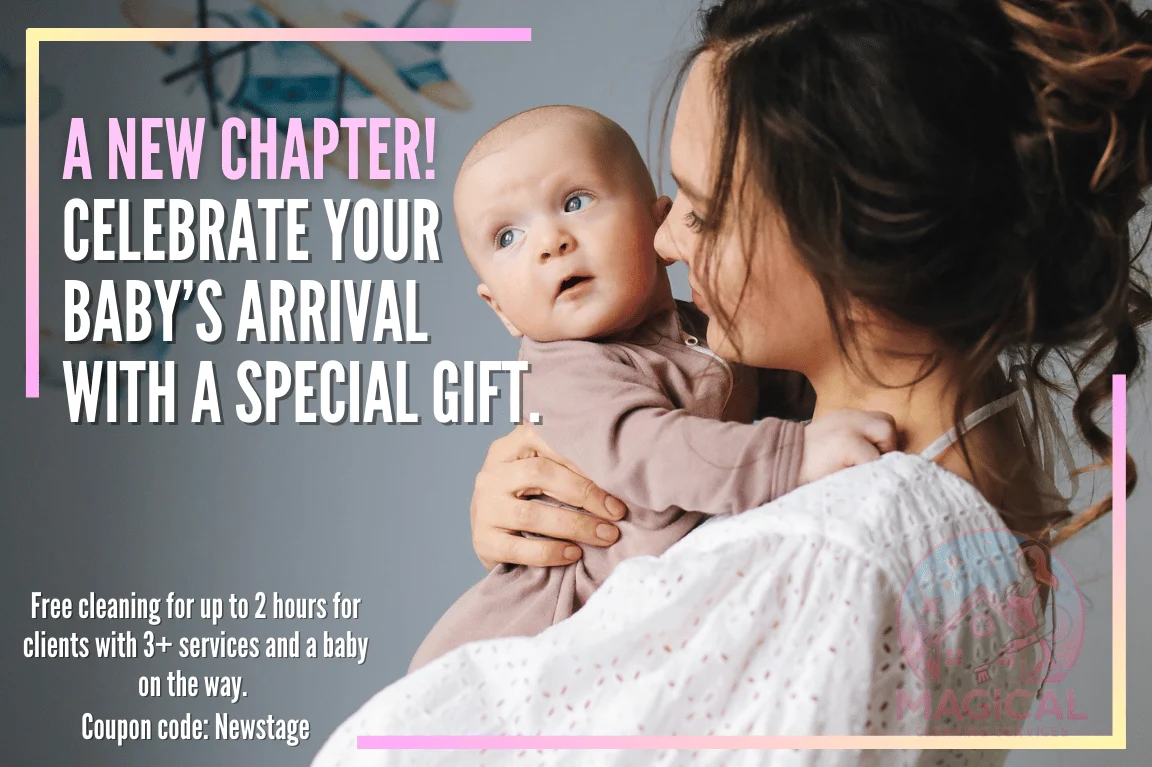 A NEW CHAPTER!
CELEBRATE YOUR
BABY’S ARRIVAL
WITH A SPECIAL GIFT.
Free cleaning for up to 2 hours for
clients with 3+ services and a baby
on the way.
Coupon code: Newstage
MAGICAL